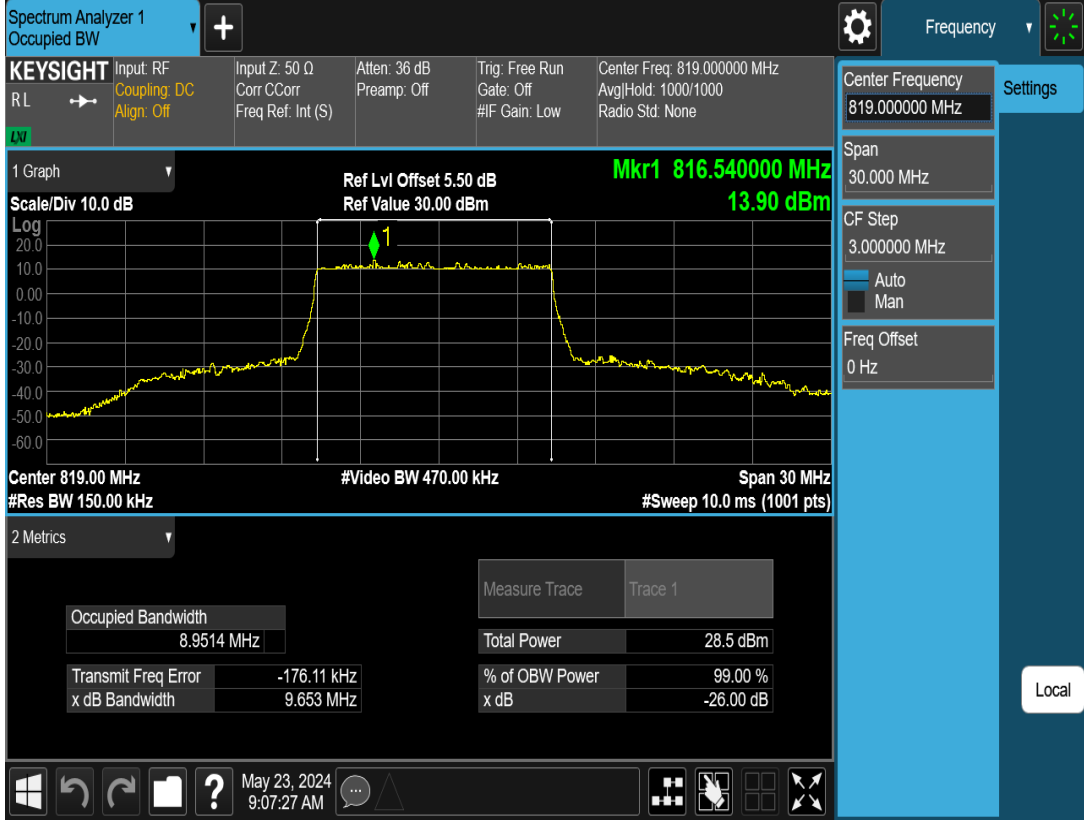 Spectrum Analyzer 1
Occupied BW
▼
+
Frequency ▼
KEYSIGHT
R L
LXI
Input: RF
Coupling: DC
Align: Off
Input Z: 50 Ω
Corr CCorr
Freq Ref: Int (S)
Atten: 36 dB
Preamp: Off
Trig: Free Run
Gate: Off
#IF Gain: Low
Center Freq: 819.000000 MHz
Avg|Hold: 1000/1000
Radio Std: None
Center Frequency
819.000000 MHz
Settings
Span
30.000 MHz
CF Step
3.000000 MHz
Auto
Man
Freq Offset
0 Hz
Local
1 Graph ▼
Scale/Div 10.0 dB
Ref Lvl Offset 5.50 dB
Ref Value 30.00 dBm
Mkr1 816.540000 MHz
13.90 dBm
Log
20.0
10.0
0.00
-10.0
-20.0
-30.0
-40.0
-50.0
-60.0
1
Center 819.00 MHz
#Res BW 150.00 kHz
#Video BW 470.00 kHz
Span 30 MHz
#Sweep 10.0 ms (1001 pts)
2 Metrics ▼
Measure Trace Trace 1
Occupied Bandwidth
8.9514 MHz
Total Power 28.5 dBm
Transmit Freq Error -176.11 kHz
x dB Bandwidth 9.653 MHz
% of OBW Power 99.00 %
x dB -26.00 dB
?
May 23, 2024
9:07:27 AM